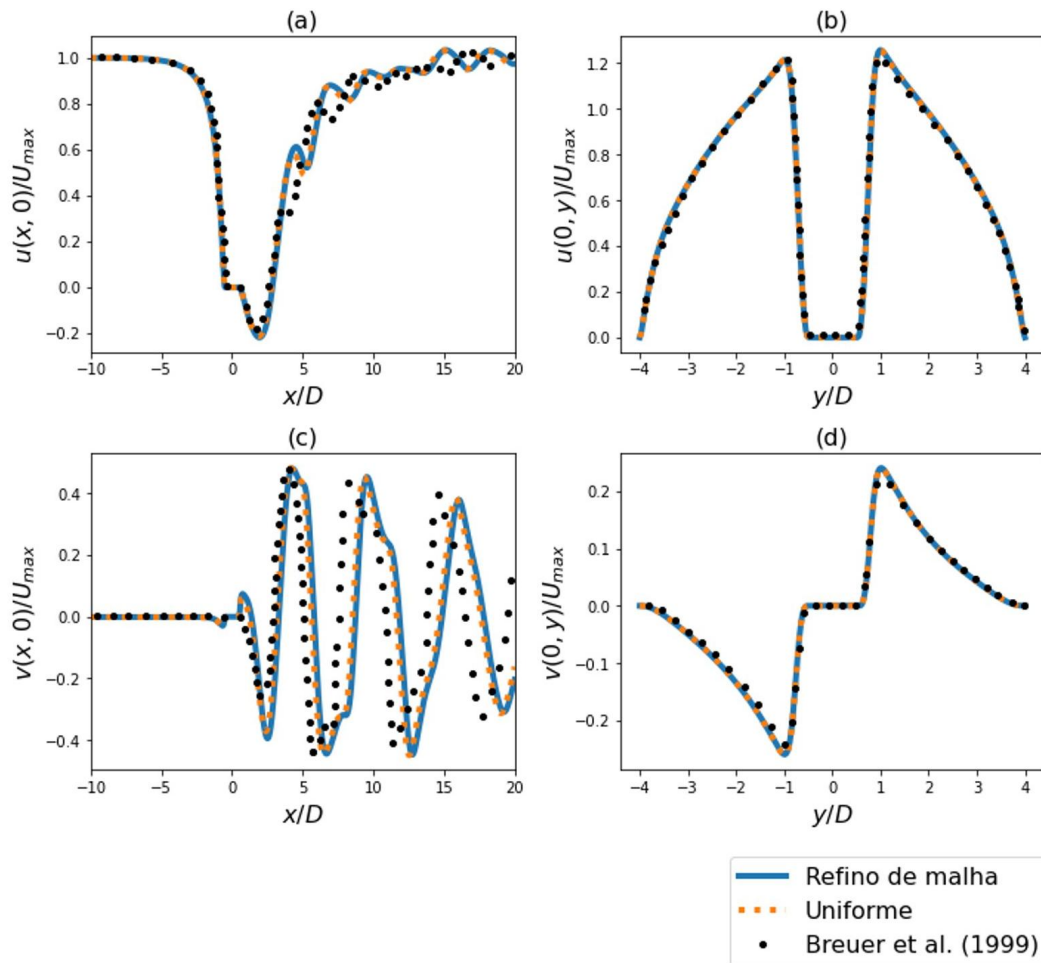 (a)
u(x, 0)/U_max
1.0
0.8
0.6
0.4
0.2
0.0
−0.2
−10 −5 0 5 10 15 20
x/D
(b)
u(0, y)/U_max
1.2
1.0
0.8
0.6
0.4
0.2
0.0
−4 −3 −2 −1 0 1 2 3 4
y/D
(c)
v(x, 0)/U_max
0.4
0.2
0.0
−0.2
−0.4
−10 −5 0 5 10 15 20
x/D
(d)
v(0, y)/U_max
0.2
0.1
0.0
−0.1
−0.2
−4 −3 −2 −1 0 1 2 3 4
y/D
Refino de malha
Uniforme
Breuer et al. (1999)